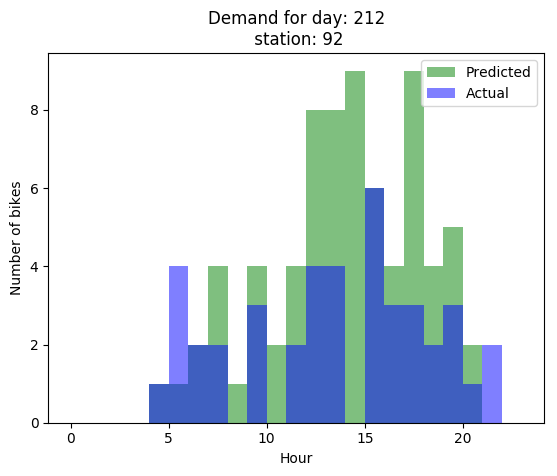 Demand for day: 212
station: 92
Predicted
Actual
Number of bikes
8
6
4
2
0
0
5
10
15
20
Hour